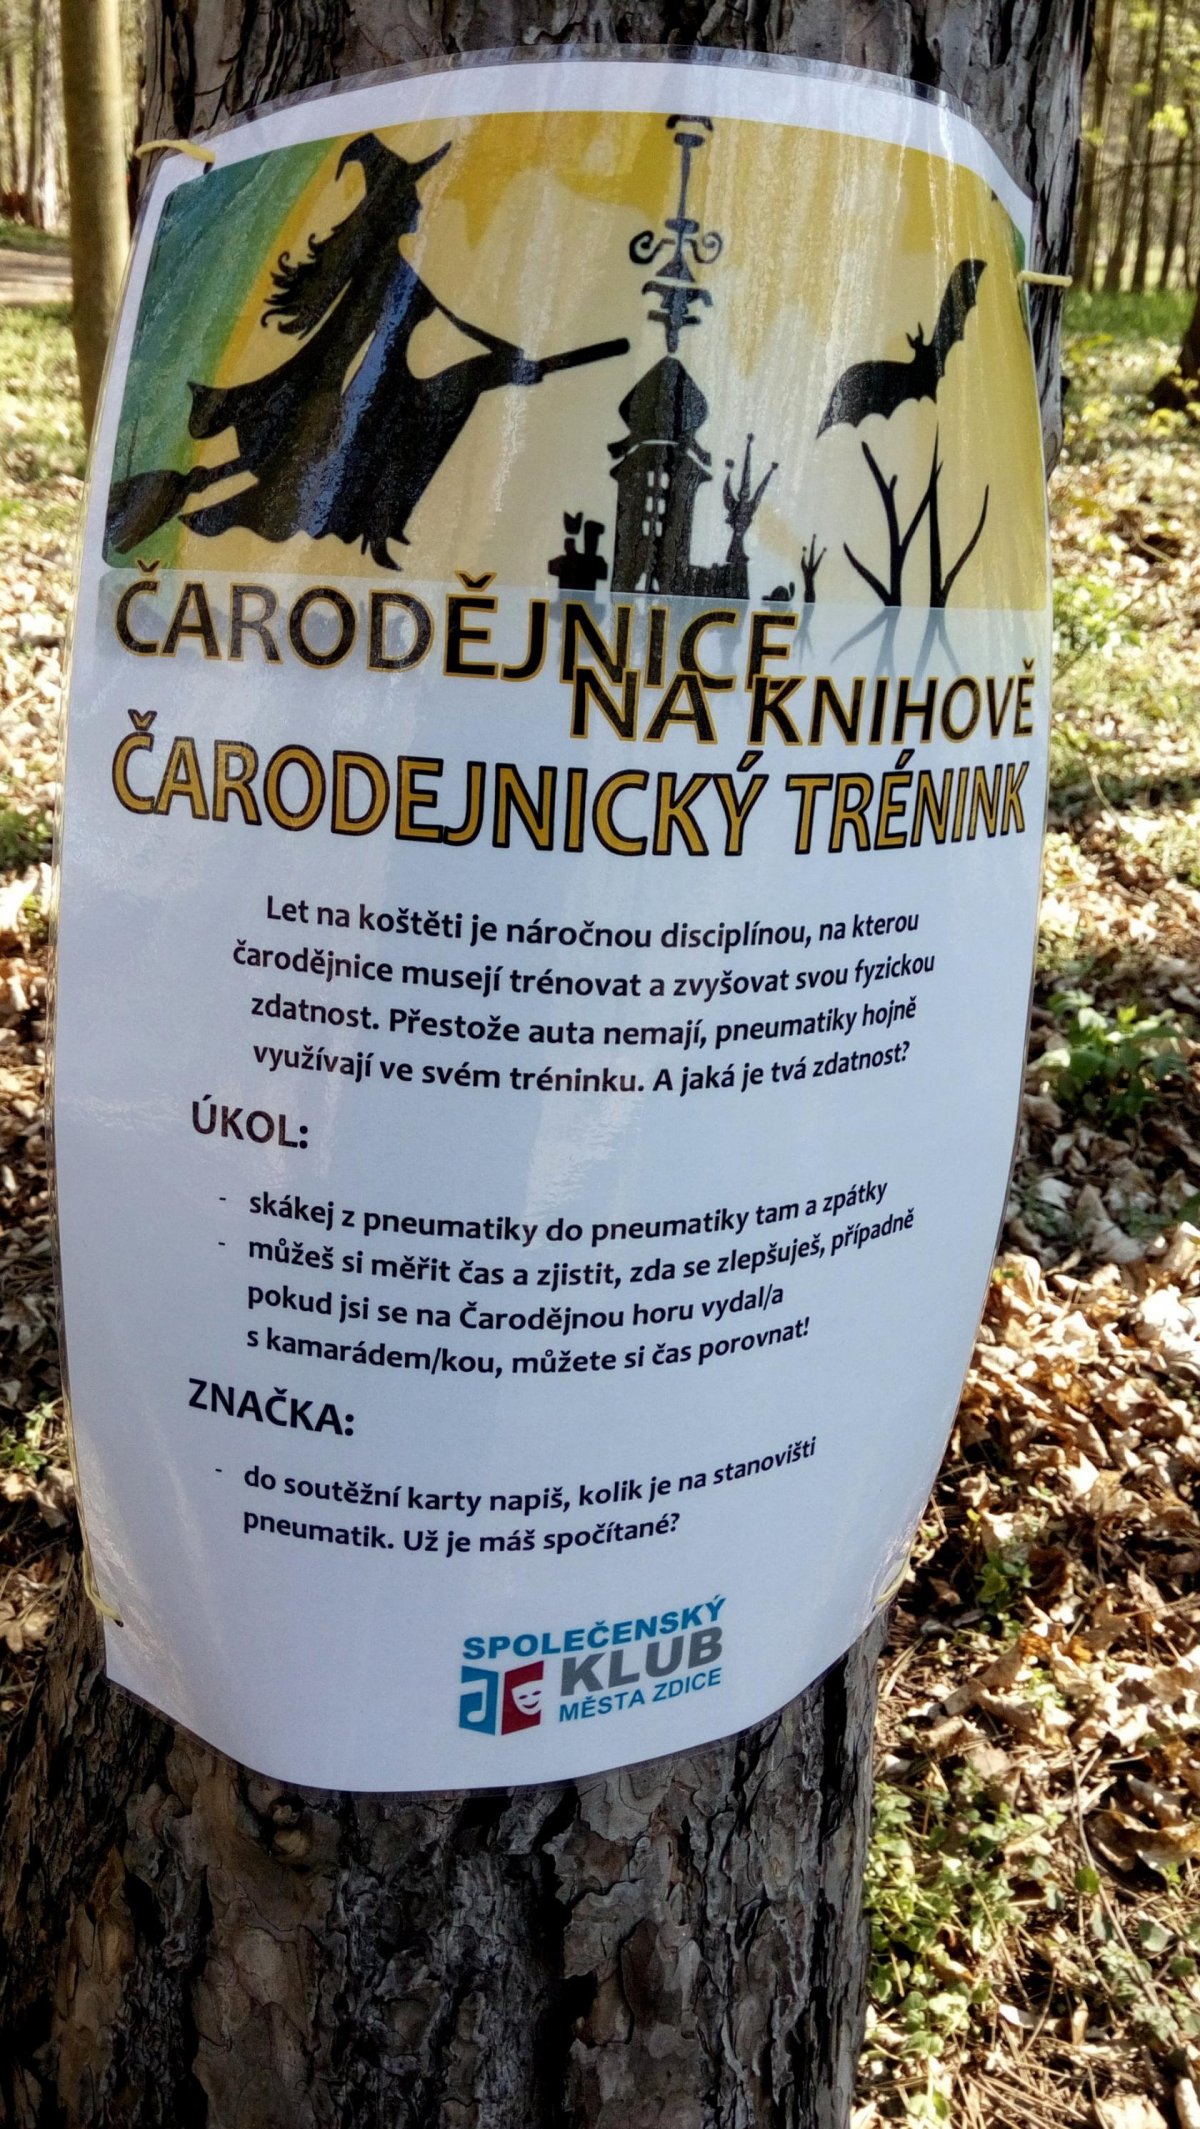 ČARODĚJNICE
NA KNIHOVĚ
ČARODEJNICKÝ TRÉNINK
Let na koštěti je náročnou disciplínou, na kterou
čarodějnice musejí trénovat a zvyšovat svou fyzickou
zdatnost. Přestože auta nemají, pneumatiky hojně
využívají ve svém tréninku. A jaká je tvá zdatnost?
ÚKOL:
- skákej z pneumatiky do pneumatiky tam a zpátky
- můžeš si měřit čas a zjistit, zda se zlepšuješ, případně
pokud jsi se na Čarodějnou horu vydal/a
s kamarádem/kou, můžete si čas porovnat!
ZNAČKA:
- do soutěžní karty napiš, kolik je na stanovišti
pneumatik. Už je máš spočítané?
SPOLEČENSKÝ
KLUB
MĚSTA ZDICE